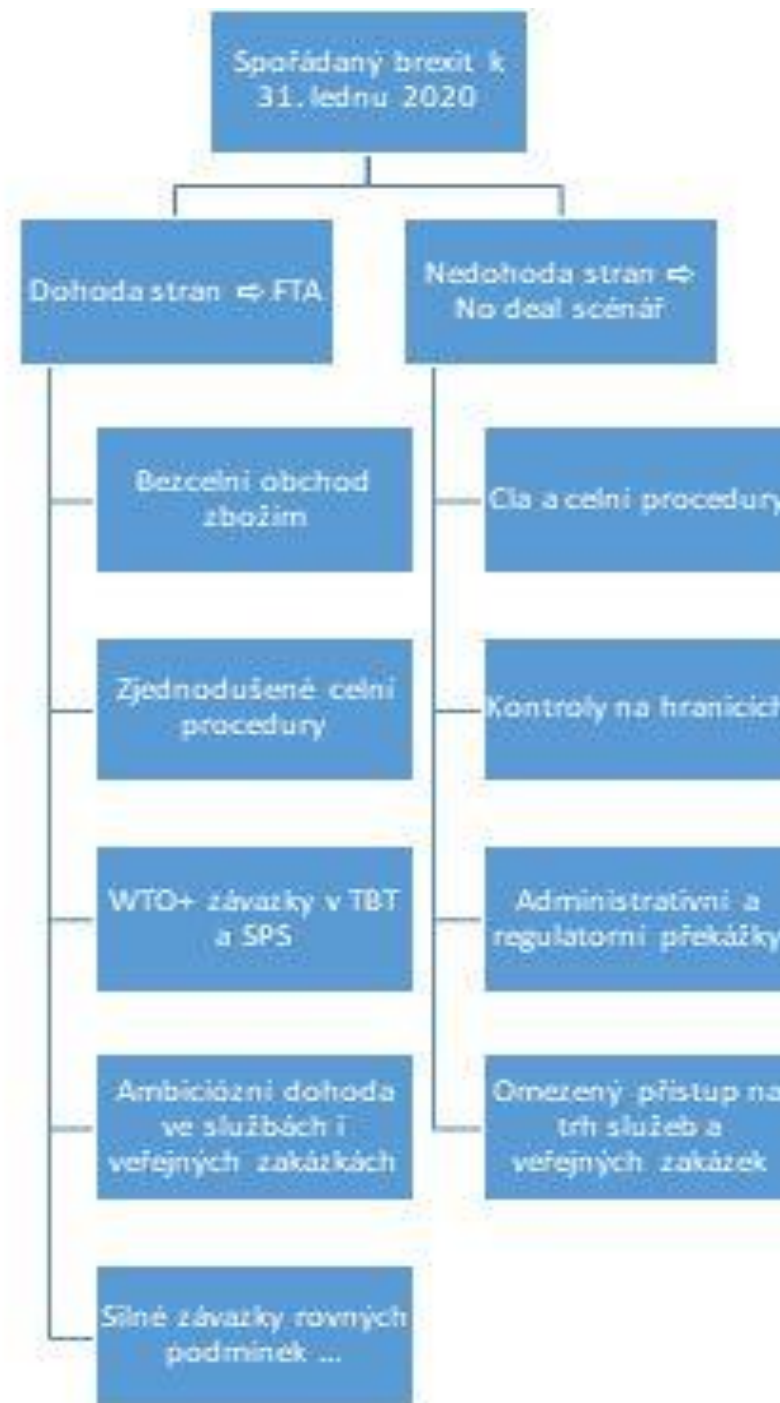 Spořádaný brexit k
31. lednu 2020
Dohoda stran ⇨ FTA
Nedohoda stran ⇨
No deal scénář
Bezcelní obchod
zbožím
Zjednodušené celní
procedury
WTO+ závazky v TBT
a SPS
Ambiciózní dohoda
ve službách i
veřejných zakázkách
Silné závazky rovných
podmínek ...
Cla a celní procedury
Kontroly na hranicích
Administrativní a
regulatorní překážky
Omezený přístup na
trh služeb a
veřejných zakázek